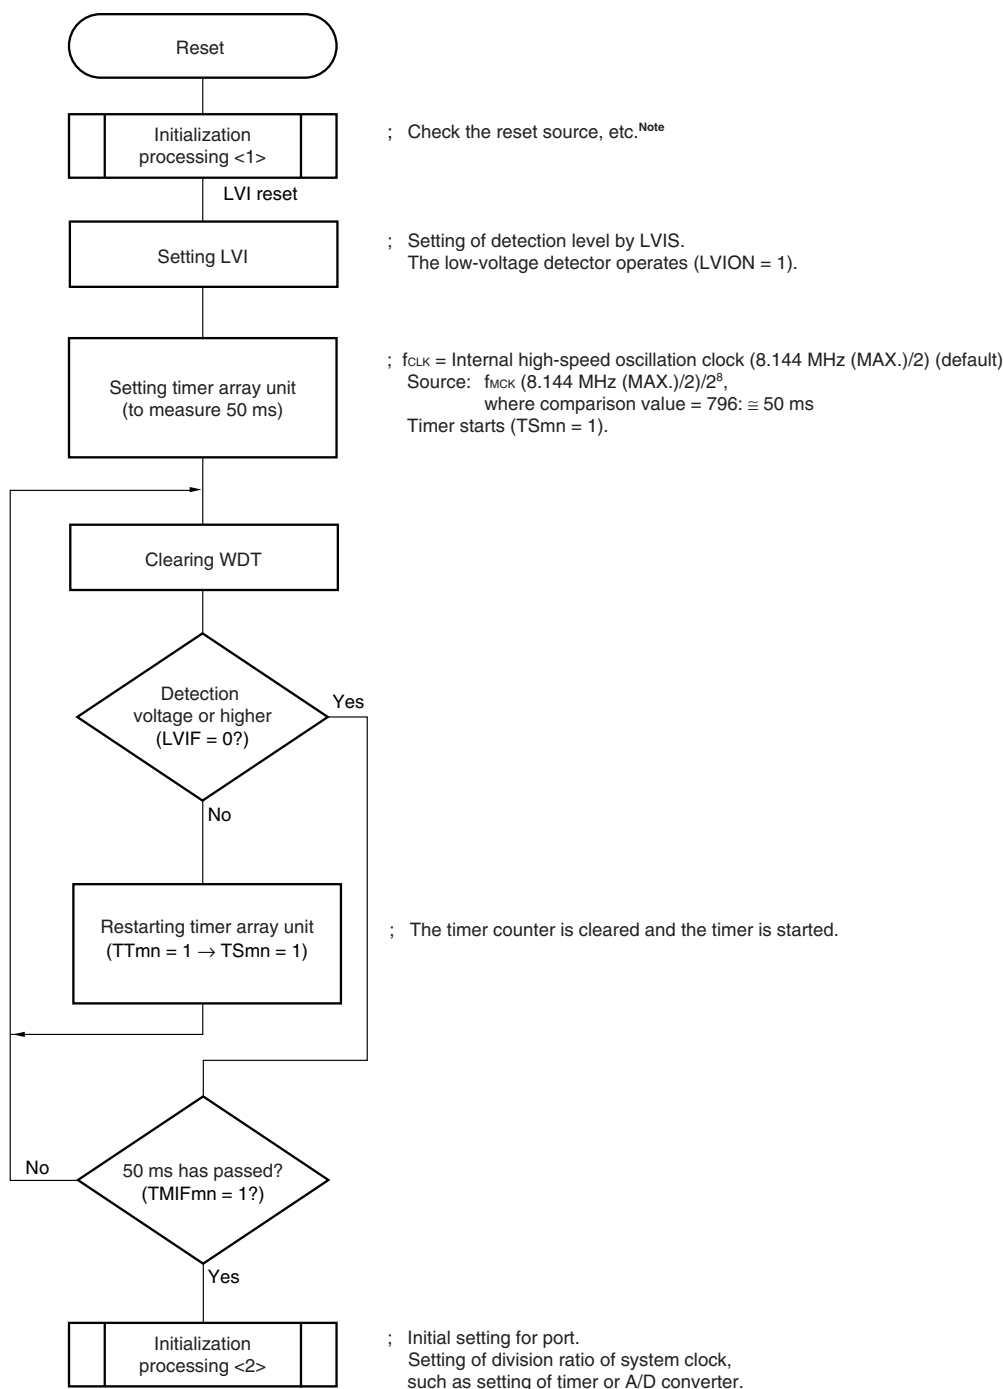 Reset
Initialization
processing <1>
; Check the reset source, etc.Note
LVI reset
Setting LVI
; Setting of detection level by LVIS.
The low-voltage detector operates (LVION = 1).
Setting timer array unit
(to measure 50 ms)
; fCLK = Internal high-speed oscillation clock (8.144 MHz (MAX.)/2) (default)
Source: fMCK (8.144 MHz (MAX.)/2)/2⁸,
where comparison value = 796: ≅ 50 ms
Timer starts (TSmn = 1).
Clearing WDT
Detection
voltage or higher
(LVIF = 0?)
Yes
No
Restarting timer array unit
(TTmn = 1 → TSmn = 1)
; The timer counter is cleared and the timer is started.
50 ms has passed?
(TMIFmn = 1?)
No
Yes
Initialization
processing <2>
; Initial setting for port.
Setting of division ratio of system clock,
such as setting of timer or A/D converter.